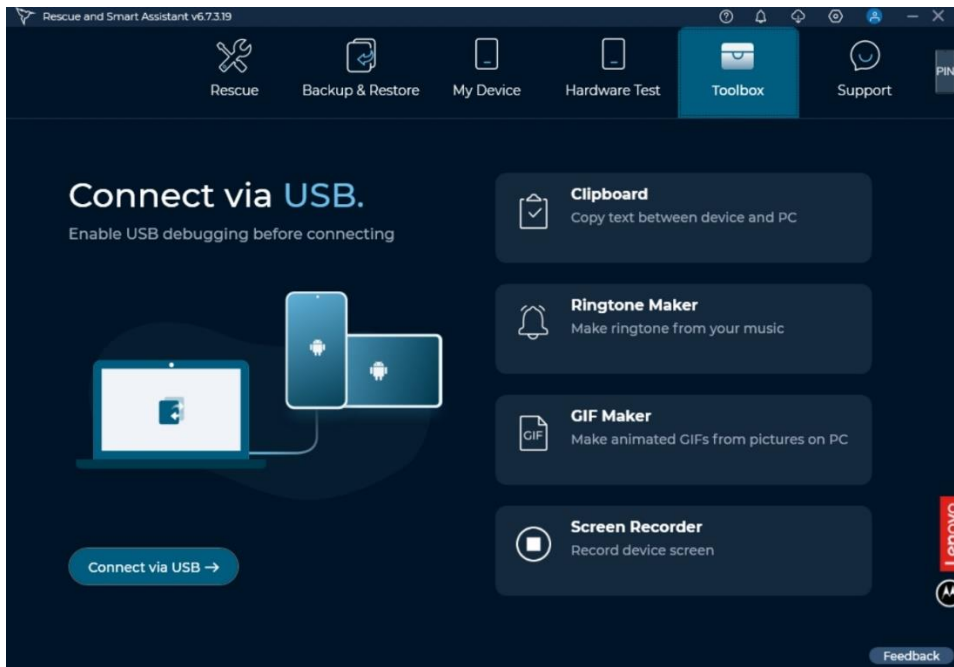 Rescue and Smart Assistant v6.7.3.19
Rescue
Backup & Restore
My Device
Hardware Test
Toolbox
Support
PIN
Connect via USB.
Enable USB debugging before connecting
Connect via USB →
Clipboard
Copy text between device and PC
Ringtone Maker
Make ringtone from your music
GIF
GIF Maker
Make animated GIFs from pictures on PC
Screen Recorder
Record device screen
Lenovo
Feedback